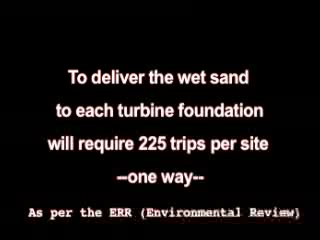 To deliver the wet sand
to each turbine foundation
will require 225 trips per site
--one way--
As per the ERR (Environmental Review)